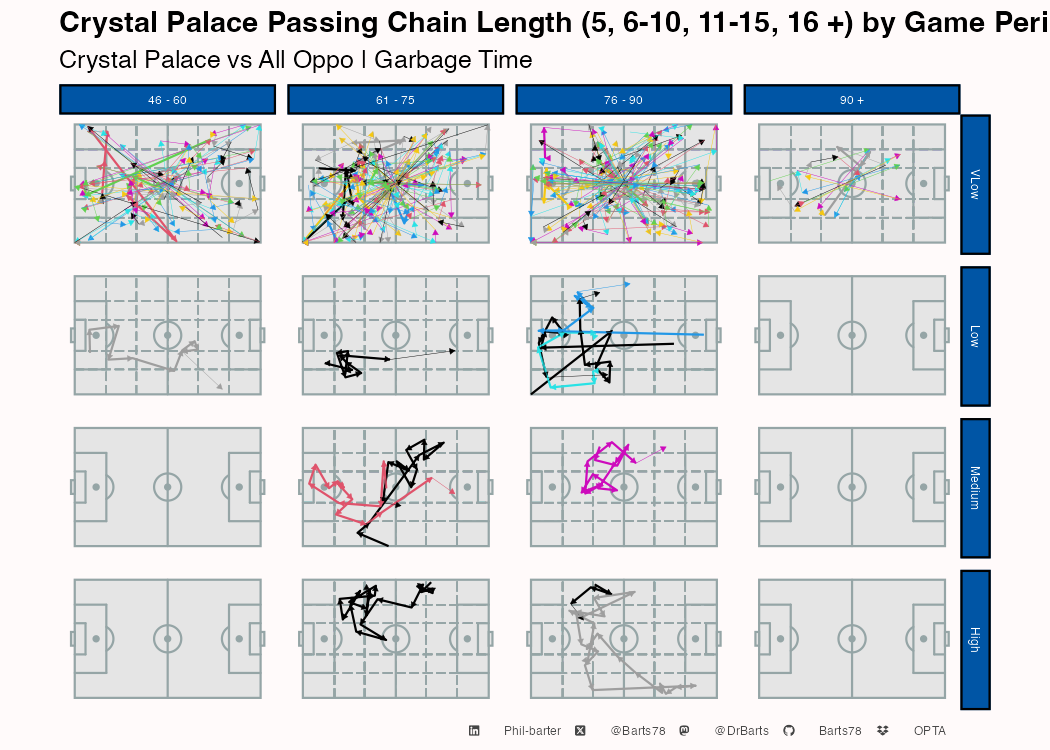 Crystal Palace Passing Chain Length (5, 6-10, 11-15, 16 +) by Game Peri
Crystal Palace vs All Oppo | Garbage Time
46 - 60 61 - 75 76 - 90 90 +
VLow
Low
Medium
High
Phil-barter @Barts78 @DrBarts Barts78 OPTA